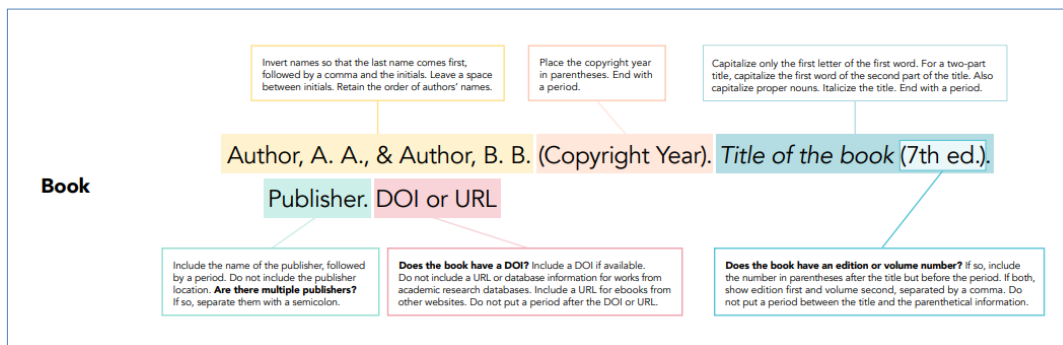 Invert names so that the last name comes first,
followed by a comma and the initials. Leave a space
between initials. Retain the order of authors' names.
Place the copyright year
in parentheses. End with
a period.
Capitalize only the first letter of the first word. For a two-part
title, capitalize the first word of the second part of the title. Also
capitalize proper nouns. Italicize the title. End with a period.
Book
Author, A. A., & Author, B. B. (Copyright Year). Title of the book (7th ed.).
Publisher. DOI or URL
Include the name of the publisher, followed
by a period. Do not include the publisher
location. Are there multiple publishers?
If so, separate them with a semicolon.
Does the book have a DOI? Include a DOI if available.
Do not include a URL or database information for works from
academic research databases. Include a URL for ebooks from
other websites. Do not put a period after the DOI or URL.
Does the book have an edition or volume number? If so, include
the number in parentheses after the title but before the period. If both,
show edition first and volume second, separated by a comma. Do
not put a period between the title and the parenthetical information.